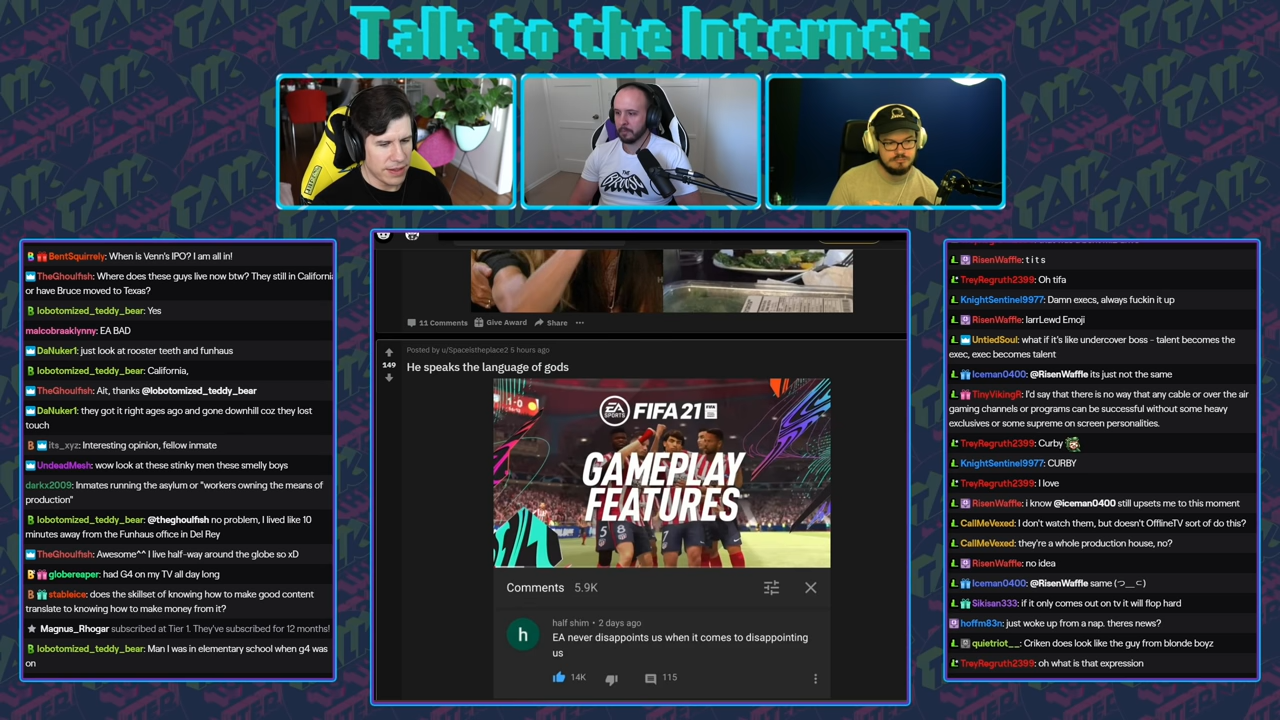 Talk to the Internet
BentSquirrely: When is Venn's IPO? I am all in!
TheGhoulfish: Where does these guys live now btw? They still in California
or have Bruce moved to Texas?
lobotomized_teddy_bear: Yes
malcobraaklynny: EA BAD
DaNuker1: just look at rooster teeth and funhaus
lobotomized_teddy_bear: California,
TheGhoulfish: Ait, thanks @lobotomized_teddy_bear
DaNuker1: they got it right ages ago and gone downhill coz they lost
touch
its_xyz: Interesting opinion, fellow inmate
UndeadMesh: wow look at these stinky men these smelly boys
darkx2009: Inmates running the asylum or "workers owning the means of
production"
lobotomized_teddy_bear: @theghoulfish no problem, I lived like 10
minutes away from the Funhaus office in Del Rey
TheGhoulfish: Awesome^^ I live half-way around the globe so xD
globereaper: had G4 on my TV all day long
stableice: does the skillset of knowing how to make good content
translate to knowing how to make money from it?
Magnus_Rhogar subscribed at Tier 1. They've subscribed for 12 months!
lobotomized_teddy_bear: Man I was in elementary school when g4 was
on
11 Comments Give Award Share
Posted by u/Spaceistheplace2 5 hours ago
149
He speaks the language of gods
EA SPORTS FIFA 21
GAMEPLAY
FEATURES
Comments 5.9K
h
half shim • 2 days ago
EA never disappoints us when it comes to disappointing
us
14K 115
RisenWaffle: t i t s
TreyRegruth2399: Oh tifa
KnightSentinel9977: Damn execs, always fuckin it up
RisenWaffle: larrLewd Emoji
UntiedSoul: what if it's like undercover boss - talent becomes the
exec, exec becomes talent
Iceman0400: @RisenWaffle its just not the same
TinyVikingR: I'd say that there is no way that any cable or over the air
gaming channels or programs can be successful without some heavy
exclusives or some supreme on screen personalities.
TreyRegruth2399: Curby
KnightSentinel9977: CURBY
TreyRegruth2399: I love
RisenWaffle: i know @iceman0400 still upsets me to this moment
CallMeVexed: I don't watch them, but doesn't OfflineTV sort of do this?
CallMeVexed: they're a whole production house, no?
RisenWaffle: no idea
Iceman0400: @RisenWaffle same (つ__⊂)
Sikisan333: if it only comes out on tv it will flop hard
hoffm83n: just woke up from a nap. theres news?
quietriot__: Criken does look like the guy from blonde boyz
TreyRegruth2399: oh what is that expression